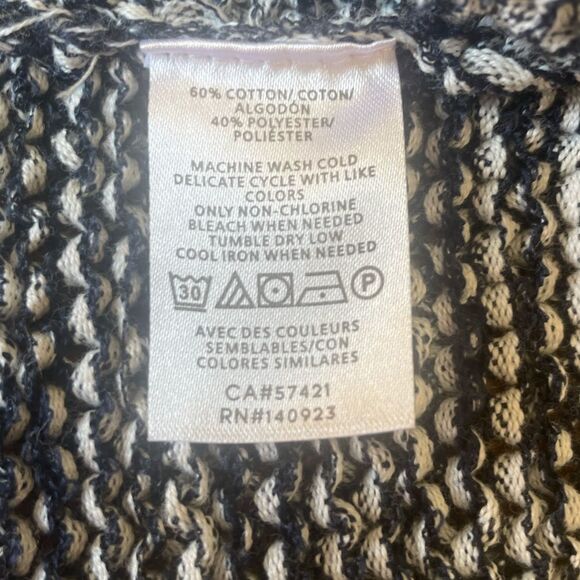 60% COTTON/ COTON/
ALGODÓN
40% POLYESTER/
POLIÉSTER
MACHINE WASH COLD
DELICATE CYCLE WITH LIKE
COLORS
ONLY NON-CHLORINE
BLEACH WHEN NEEDED
TUMBLE DRY LOW
COOL IRON WHEN NEEDED
30 P
AVEC DES COULEURS
SEMBLABLES/CON
COLORES SIMILARES
CA#57421
RN#140923